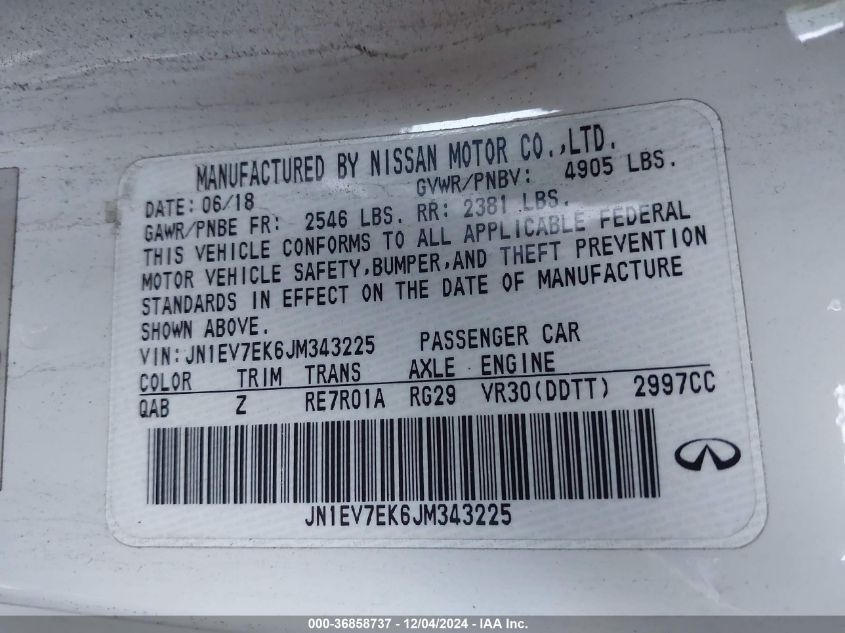 MANUFACTURED BY NISSAN MOTOR CO.,LTD.
DATE: 06/18 GVWR/PNBV: 4905 LBS.
GAWR/PNBE FR: 2546 LBS. RR: 2381 LBS.
THIS VEHICLE CONFORMS TO ALL APPLICABLE FEDERAL
MOTOR VEHICLE SAFETY,BUMPER,AND THEFT PREVENTION
STANDARDS IN EFFECT ON THE DATE OF MANUFACTURE
SHOWN ABOVE.
VIN:JN1EV7EK6JM343225 PASSENGER CAR
COLOR TRIM TRANS AXLE ENGINE
QAB Z RE7R01A RG29 VR30(DDTT) 2997CC
JN1EV7EK6JM343225
000-36858737 - 12/04/2024 - IAA Inc.